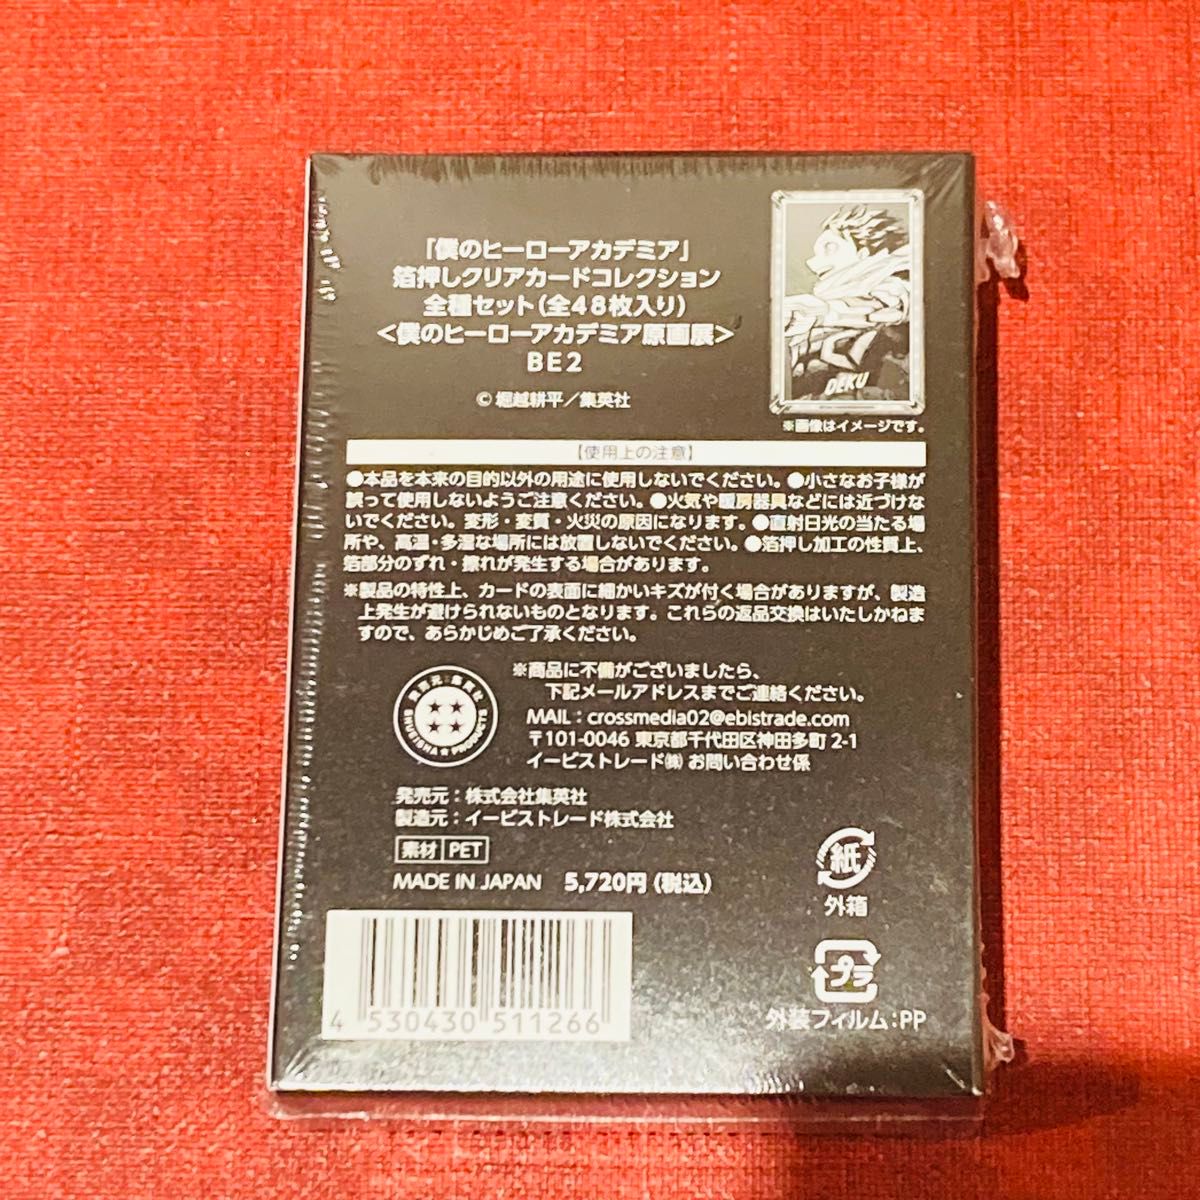 「僕のヒーローアカデミア」
箔押しクリアカードコレクション
全種セット(全48枚入り)
<僕のヒーローアカデミア原画展>
BE2
© 堀越耕平／集英社
DEKU
※画像はイメージです。
【使用上の注意】
●本品を本来の目的以外の用途に使用しないでください。●小さなお子様が
誤って使用しないようご注意ください。●火気や暖房器具などには近づけな
いでください。変形・変質・火災の原因になります。●直射日光の当たる場
所や、高温・多湿な場所には放置しないでください。●箔押し加工の性質上、
箔部分のずれ・擦れが発生する場合があります。
※製品の特性上、カードの表面に細かいキズが付く場合がありますが、製造
上発生が避けられないものとなります。これらの返品交換はいたしかねま
すので、あらかじめご了承ください。
発売元：集英社
SHUEISHA★PRODUCTS
※商品に不備がございましたら、
下記メールアドレスまでご連絡ください。
MAIL：crossmedia02@ebistrade.com
〒101-0046 東京都千代田区神田多町 2-1
イービストレード㈱ お問い合わせ係
発売元：株式会社集英社
製造元：イービストレード株式会社
素材 PET
MADE IN JAPAN 5,720円(税込)
紙
外箱
プラ
外装フィルム:PP
4 530430 511266